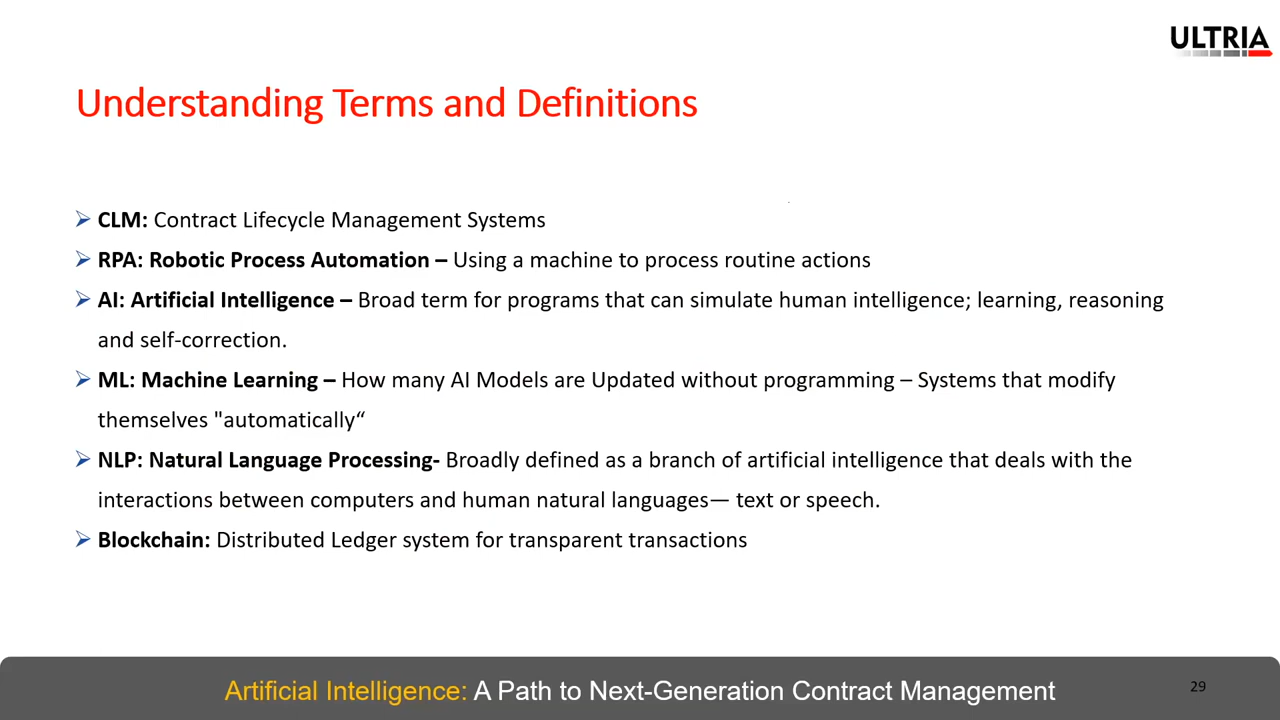 ULTRIA
Understanding Terms and Definitions
CLM: Contract Lifecycle Management Systems
RPA: Robotic Process Automation – Using a machine to process routine actions
AI: Artificial Intelligence – Broad term for programs that can simulate human intelligence; learning, reasoning
and self-correction.
ML: Machine Learning – How many AI Models are Updated without programming – Systems that modify
themselves "automatically“
NLP: Natural Language Processing- Broadly defined as a branch of artificial intelligence that deals with the
interactions between computers and human natural languages— text or speech.
Blockchain: Distributed Ledger system for transparent transactions
Artificial Intelligence: A Path to Next-Generation Contract Management
29